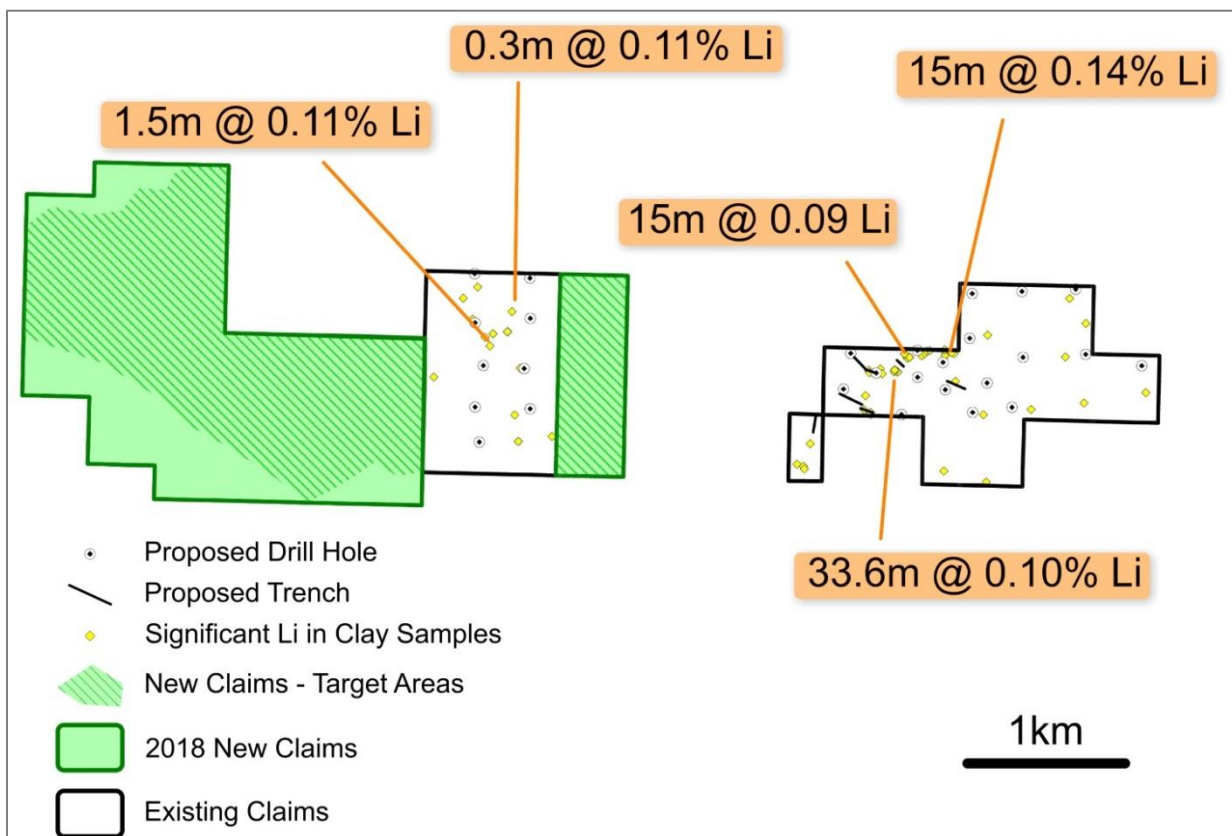 0.3m @ 0.11% Li
15m @ 0.14% Li
1.5m @ 0.11% Li
15m @ 0.09 Li
33.6m @ 0.10% Li
Proposed Drill Hole
Proposed Trench
Significant Li in Clay Samples
New Claims - Target Areas
2018 New Claims
Existing Claims
1km